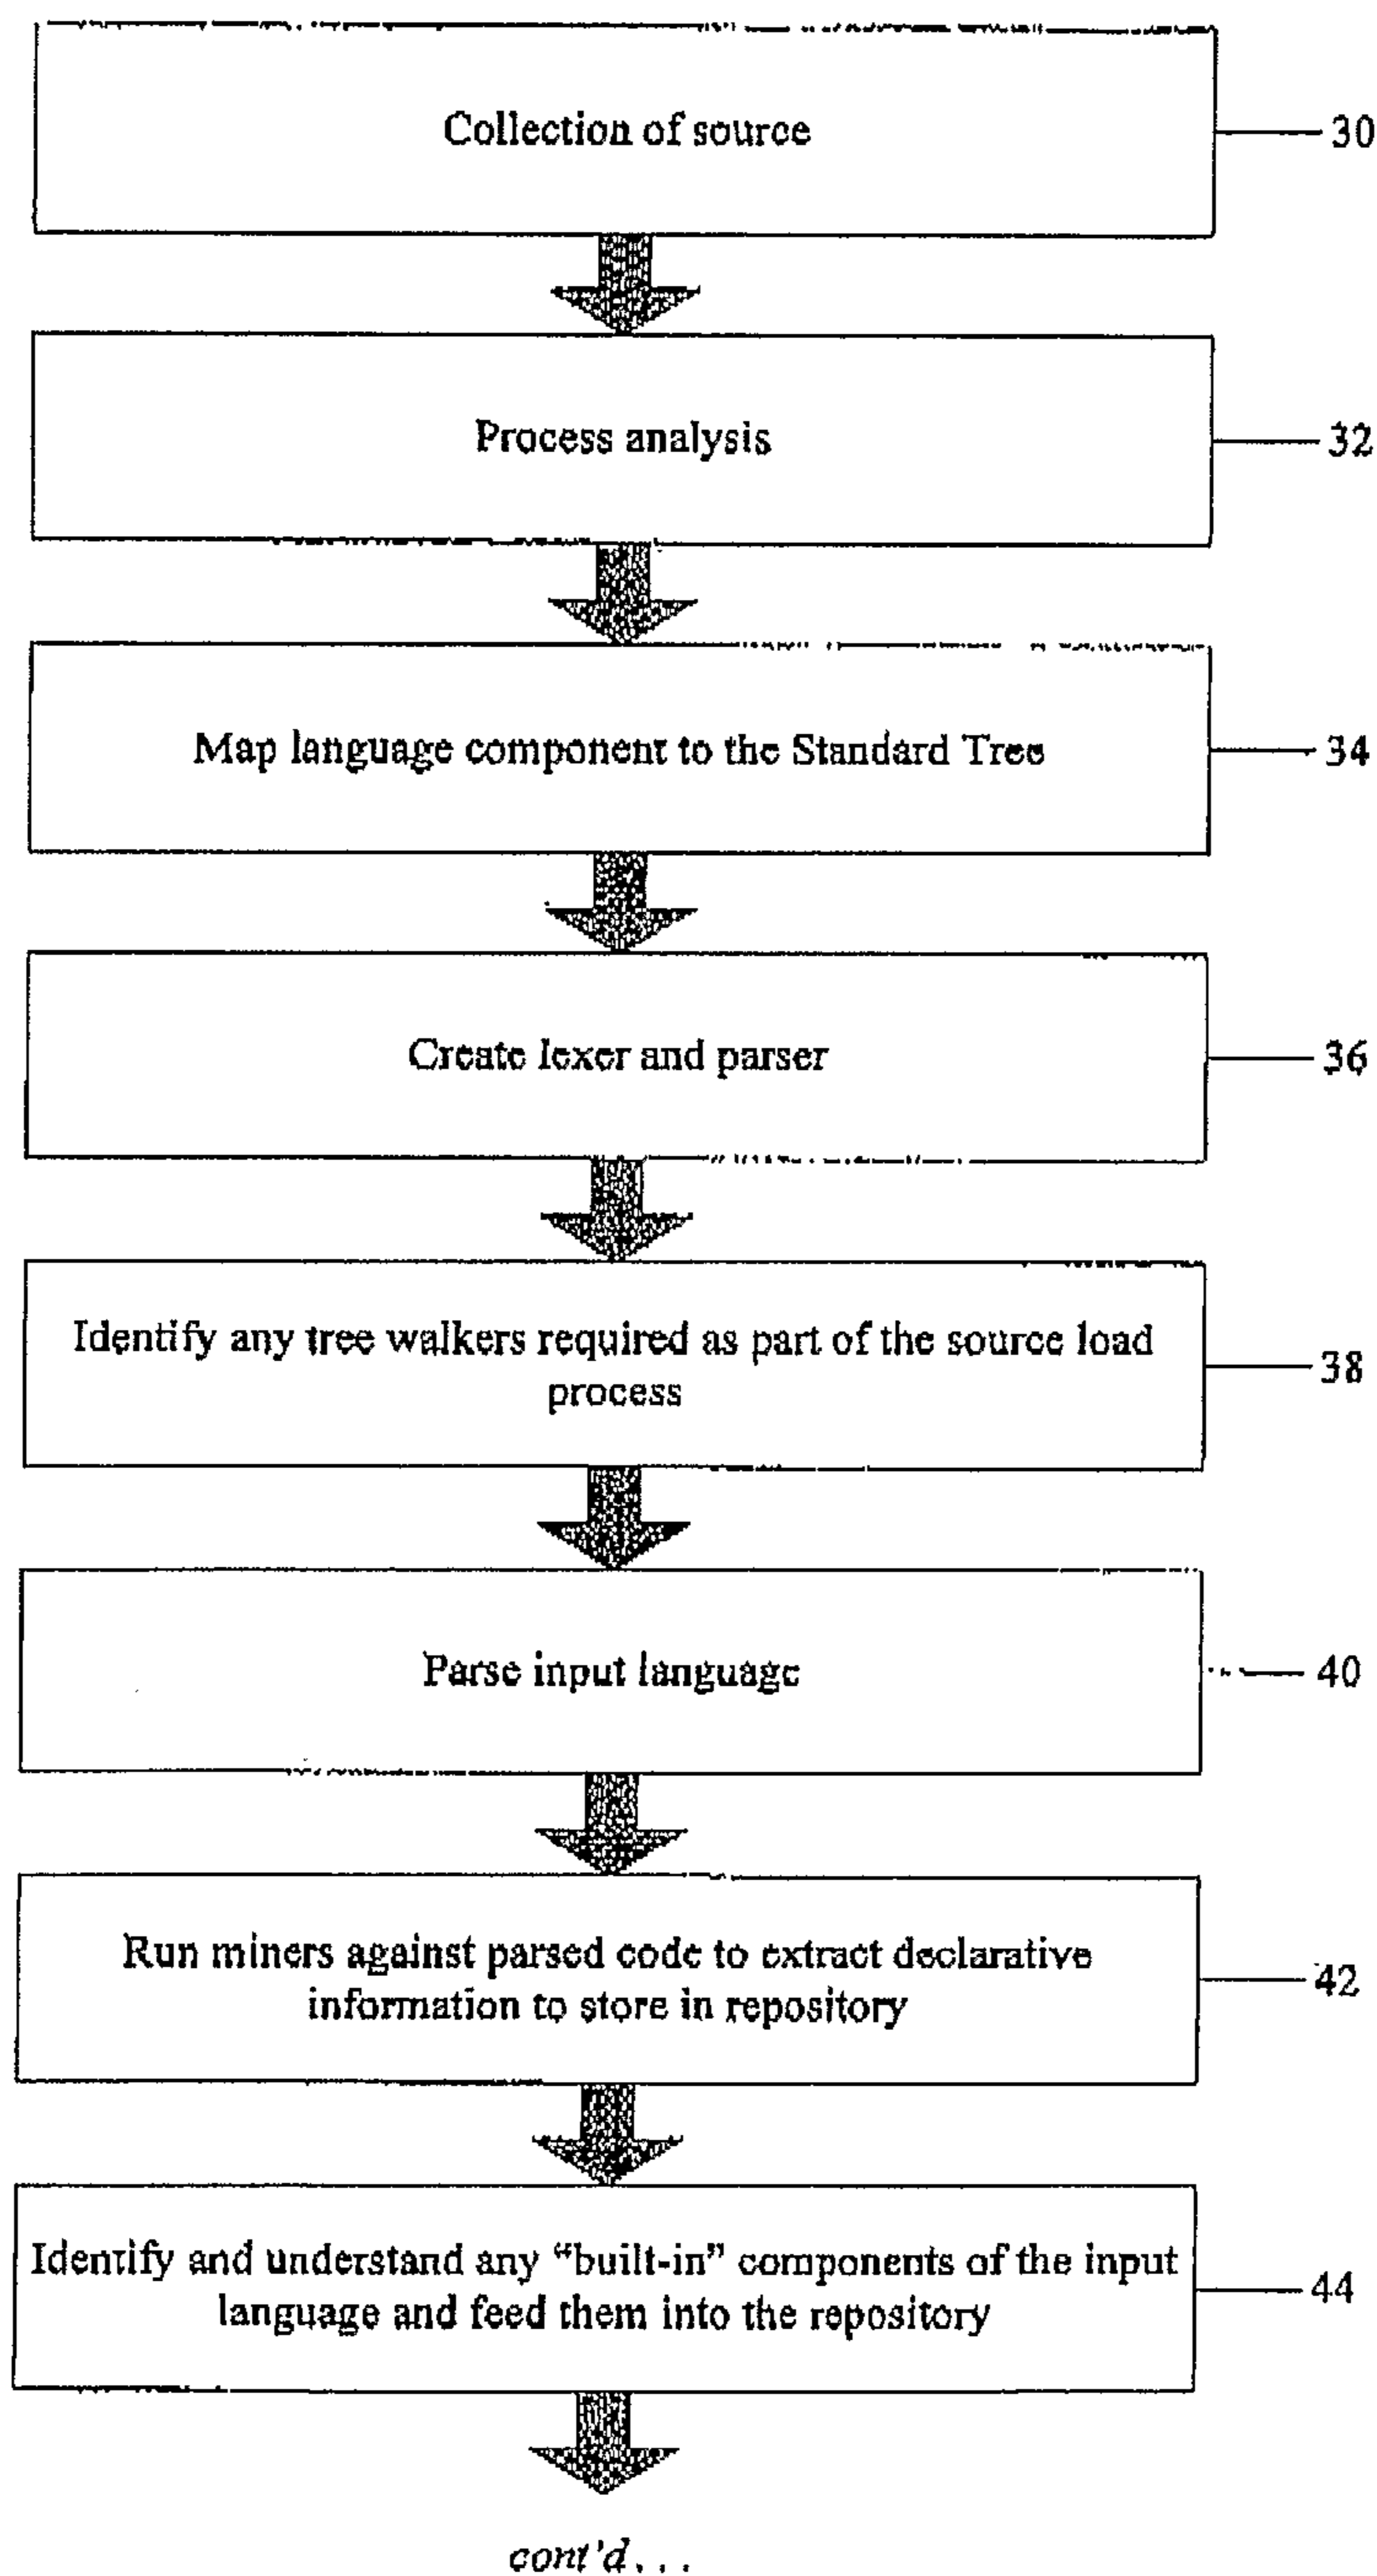 Collection of source
30
Process analysis
32
Map language component to the Standard Tree
34
Create lexer and parser
36
Identify any tree walkers required as part of the source load
process
38
Parse input language
40
Run miners against parsed code to extract declarative
information to store in repository
42
Identify and understand any “built-in” components of the input
language and feed them into the repository
44
cont'd...